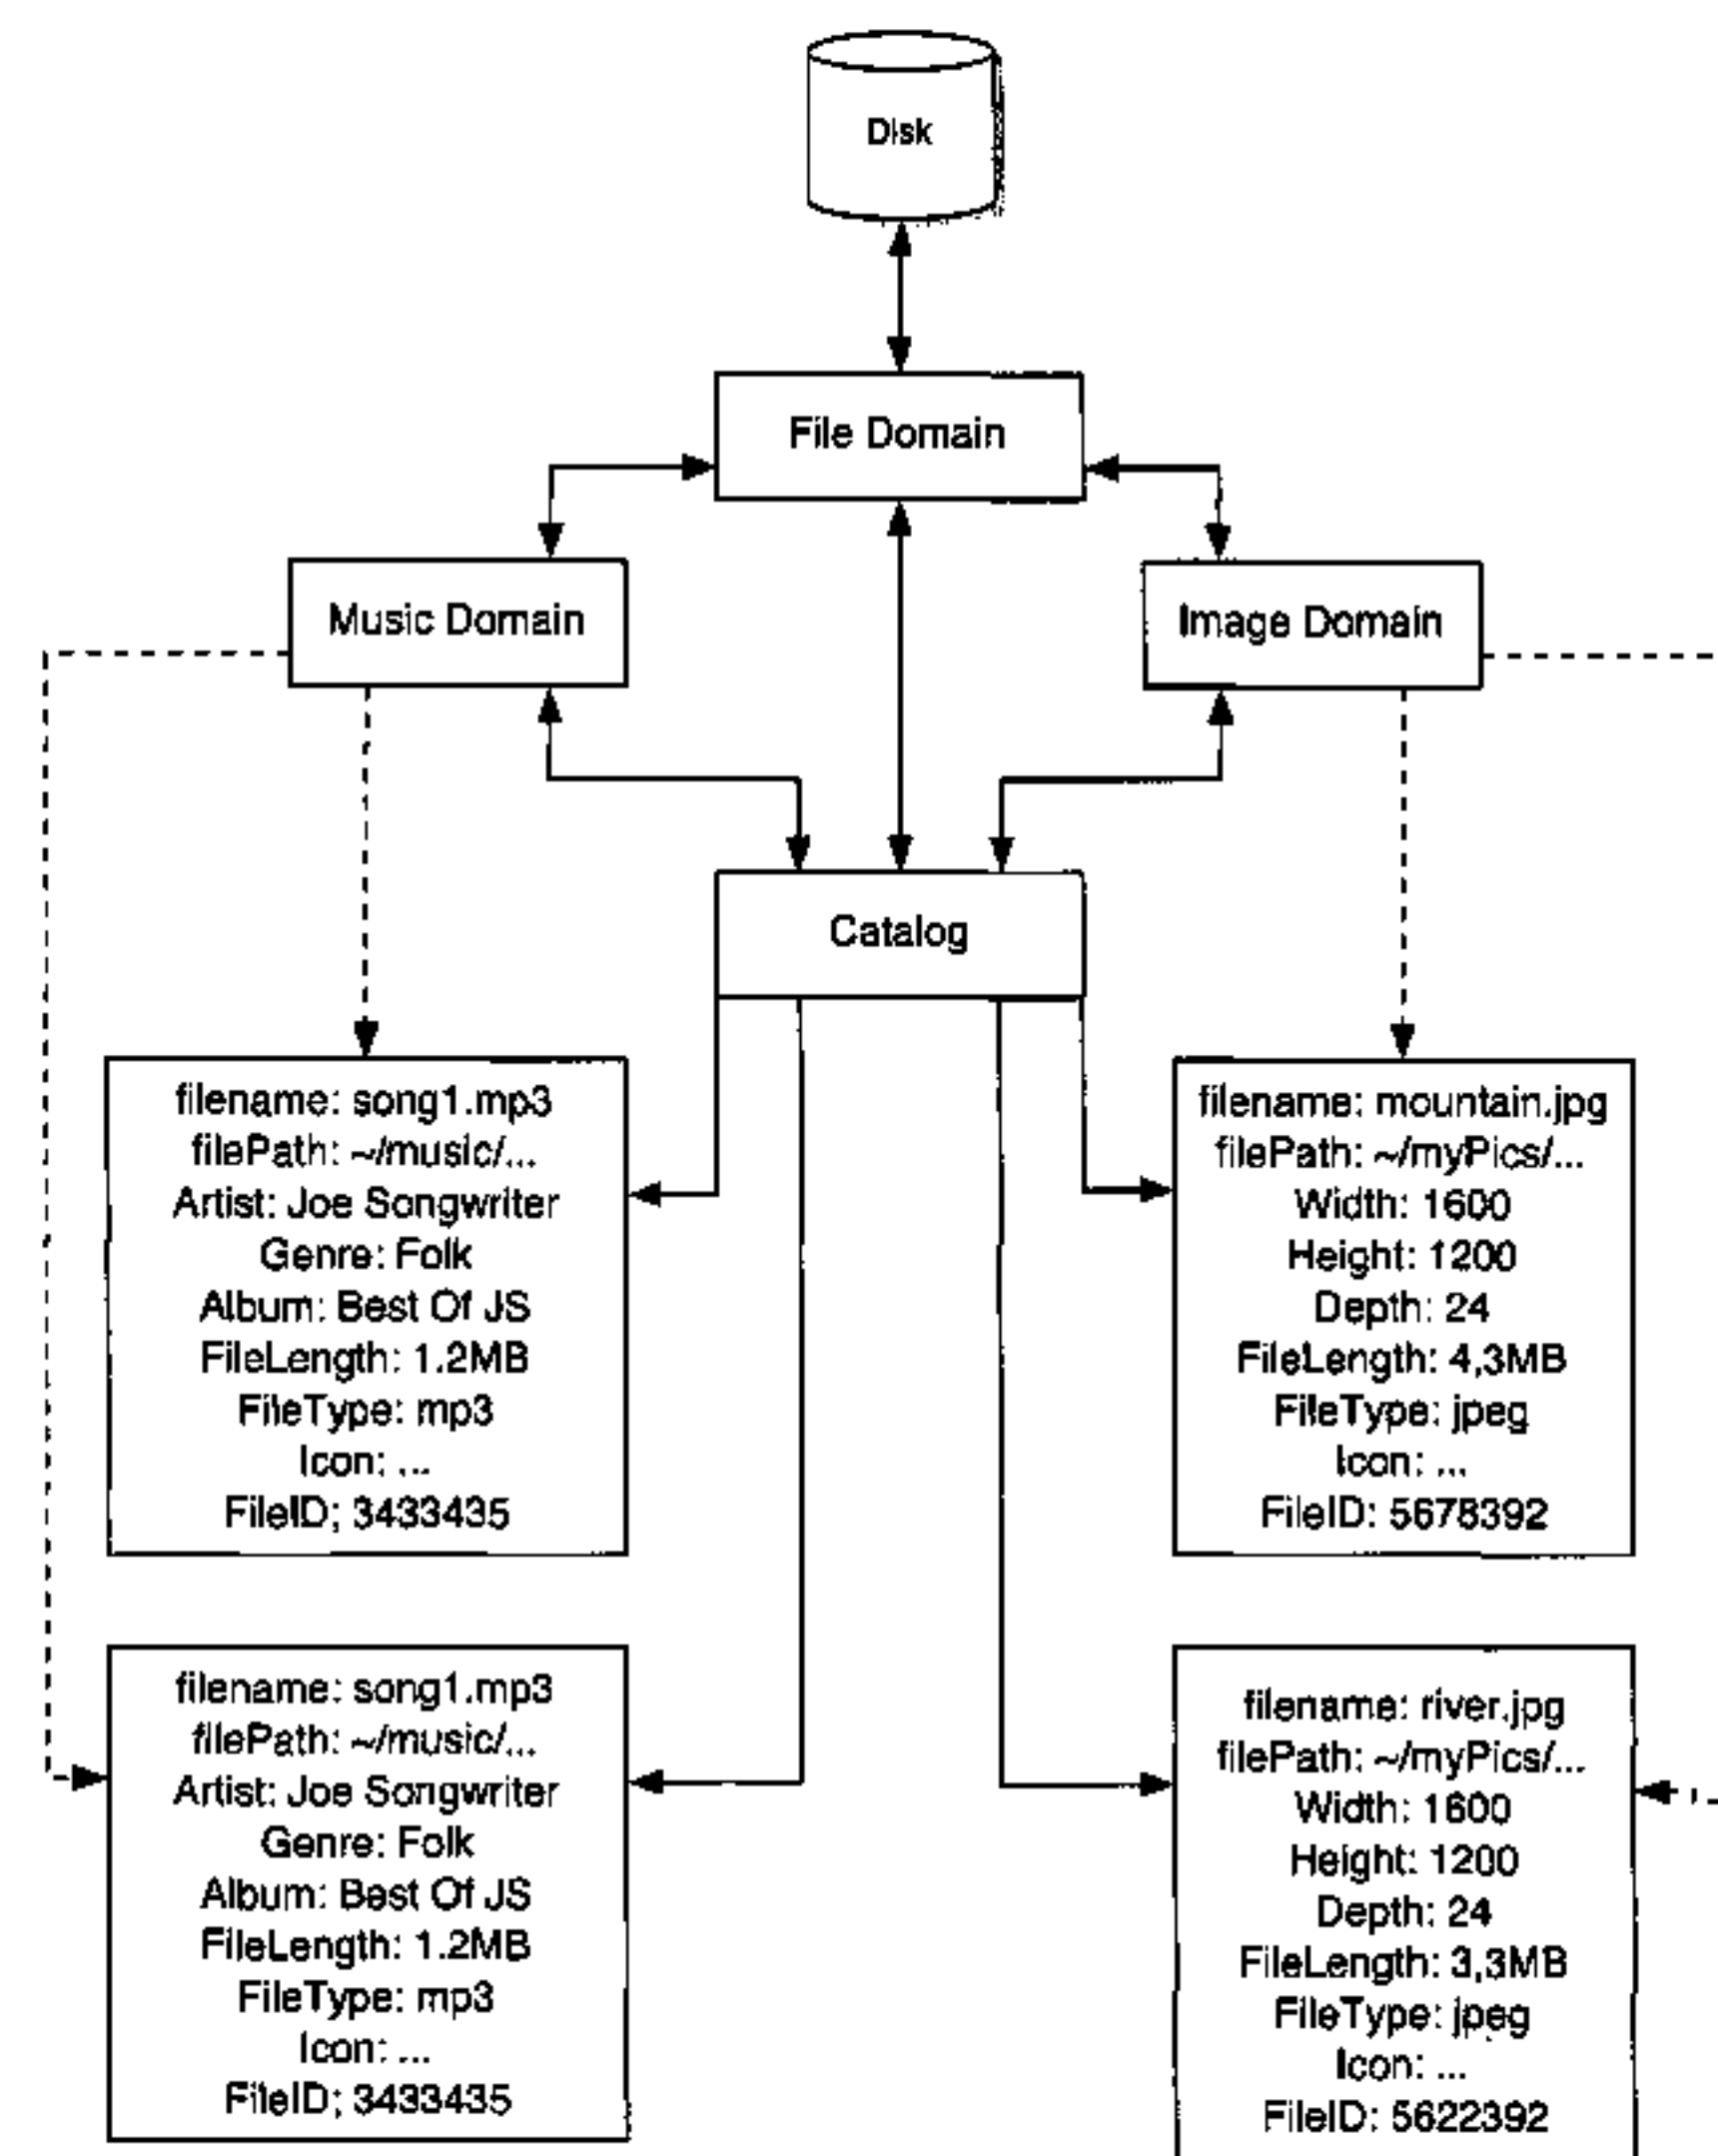 Disk
File Domain
Music Domain
Image Domain
Catalog
filename: song1.mp3
filePath: ~/music/...
Artist: Joe Songwriter
Genre: Folk
Album: Best Of JS
FileLength: 1.2MB
FileType: mp3
Icon: ...
FileID; 3433435
filename: mountain.jpg
filePath: ~/myPics/...
Width: 1600
Height: 1200
Depth: 24
FileLength: 4,3MB
FileType: jpeg
Icon: ...
FileID: 5678392
filename: song1.mp3
filePath: ~/music/...
Artist: Joe Songwriter
Genre: Folk
Album: Best Of JS
FileLength: 1.2MB
FileType: mp3
Icon: ...
FileID; 3433435
filename: river.jpg
filePath: ~/myPics/...
Width: 1600
Height: 1200
Depth: 24
FileLength: 3,3MB
FileType: jpeg
Icon: ...
FileID: 5622392